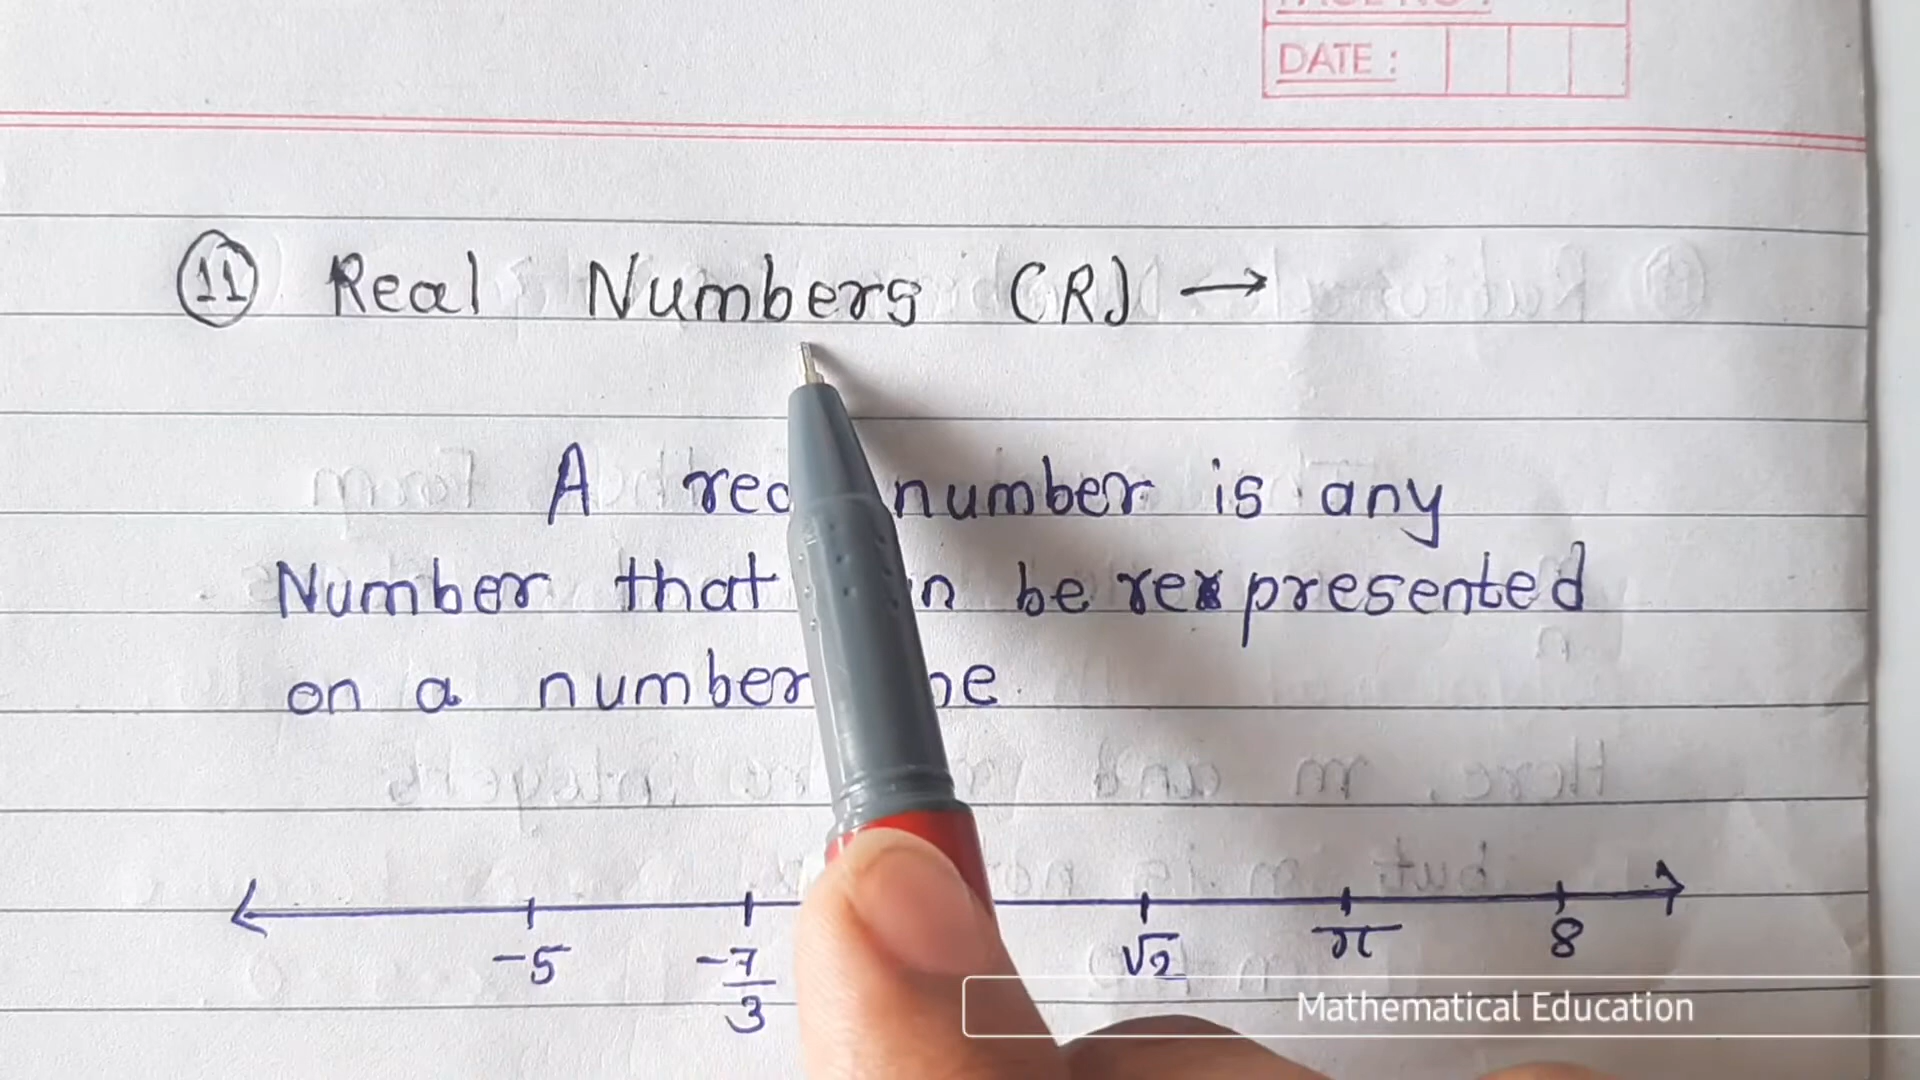 DATE :
11 Real Numbers (R) →
A number is any
Number that be rexpresented
on a number
-5 -7/3 √2 π 8
Mathematical Education